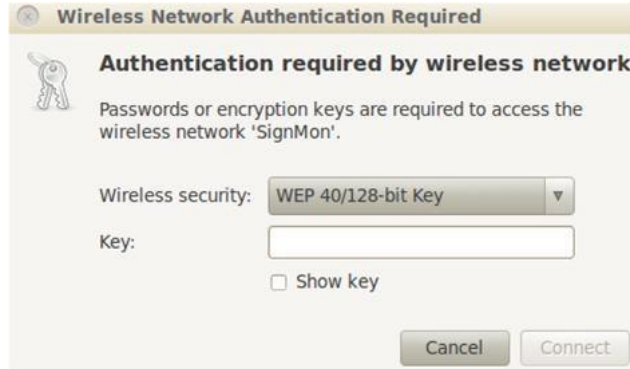 Wireless Network Authentication Required
Authentication required by wireless network
Passwords or encryption keys are required to access the
wireless network 'SignMon'.
Wireless security: WEP 40/128-bit Key
Key:
Show key
Cancel Connect